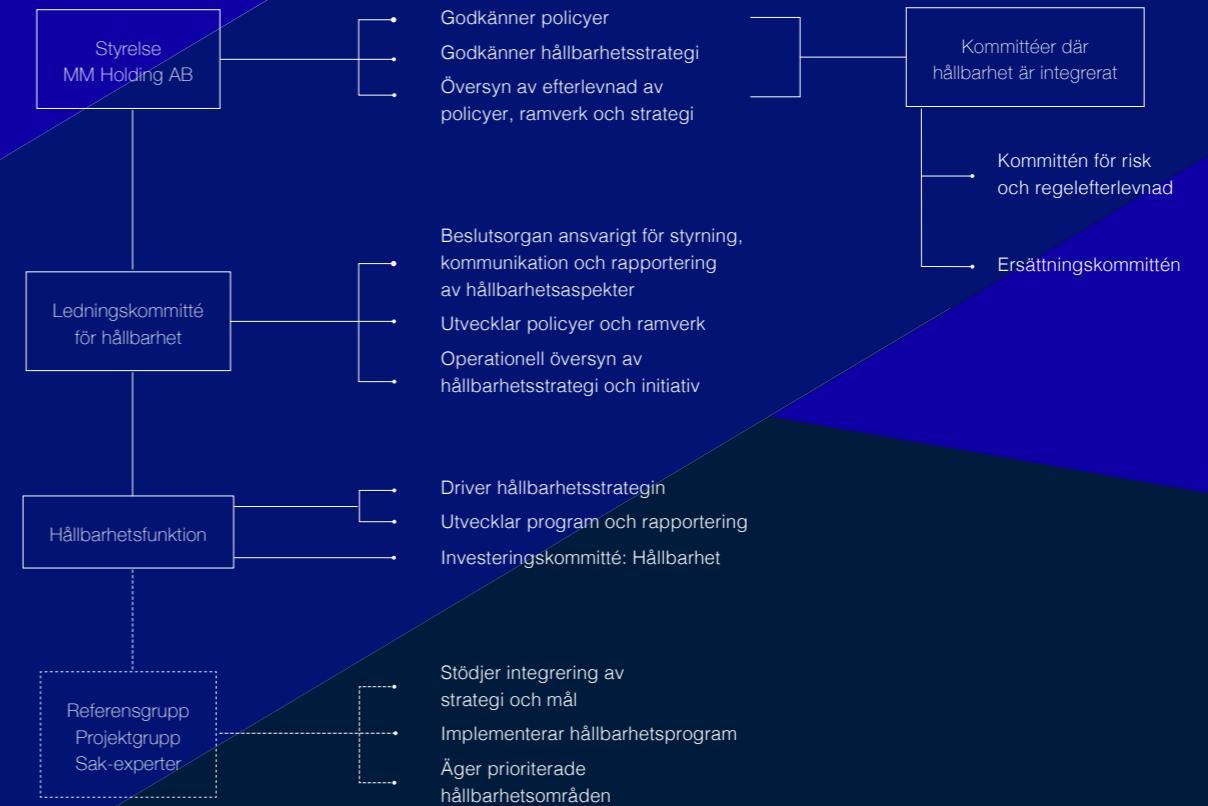 Styrelse
MM Holding AB
Godkänner policyer
Godkänner hållbarhetsstrategi
Översyn av efterlevnad av
policyer, ramverk och strategi
Kommittéer där
hållbarhet är integrerat
Kommittén för risk
och regelefterlevnad
Ersättningskommittén
Ledningskommitté
för hållbarhet
Beslutsorgan ansvarigt för styrning,
kommunikation och rapportering
av hållbarhetsaspekter
Utvecklar policyer och ramverk
Operationell översyn av
hållbarhetsstrategi och initiativ
Hållbarhetsfunktion
Driver hållbarhetsstrategin
Utvecklar program och rapportering
Investeringskommitté: Hållbarhet
Referensgrupp
Projektgrupp
Sak-experter
Stödjer integrering av
strategi och mål
Implementerar hållbarhetsprogram
Äger prioriterade
hållbarhetsområden